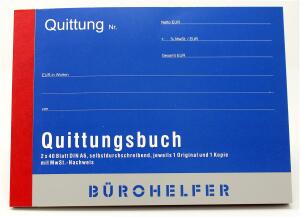 Quittung Nr.
Netto EUR
+ % MwSt. / EUR
Gesamt EUR
EUR in Worten
von
Quittungsbuch
2 x 40 Blatt DIN A6, selbstdurchschreibend, jeweils 1 Original und 1 Kopie
mit MwSt.-Nachweis
BÜROHELFER